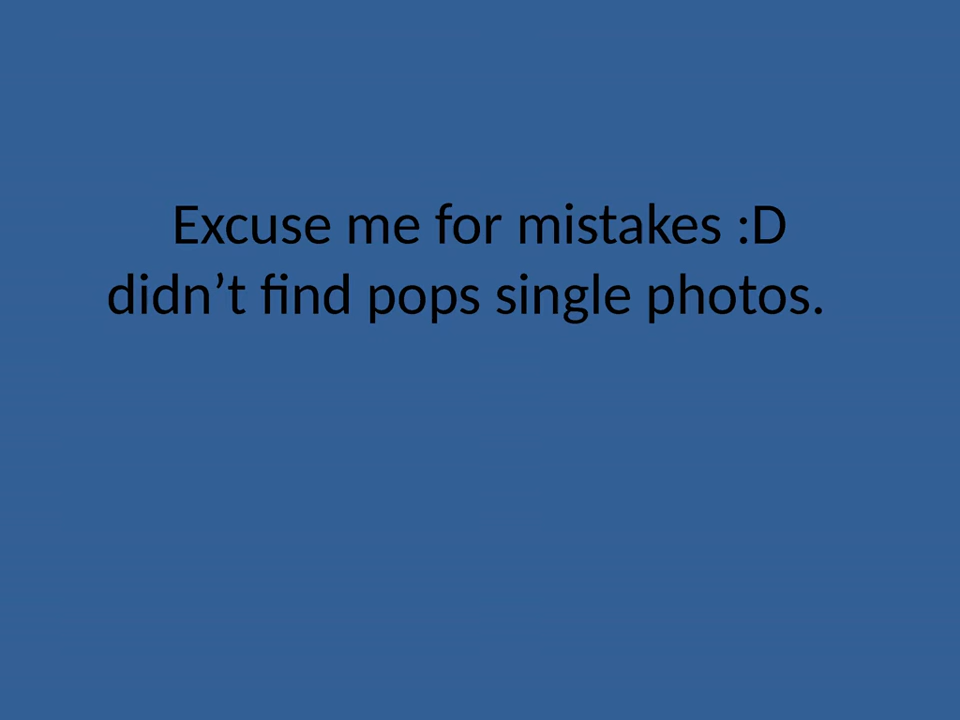 Excuse me for mistakes :D
didn’t find pops single photos.